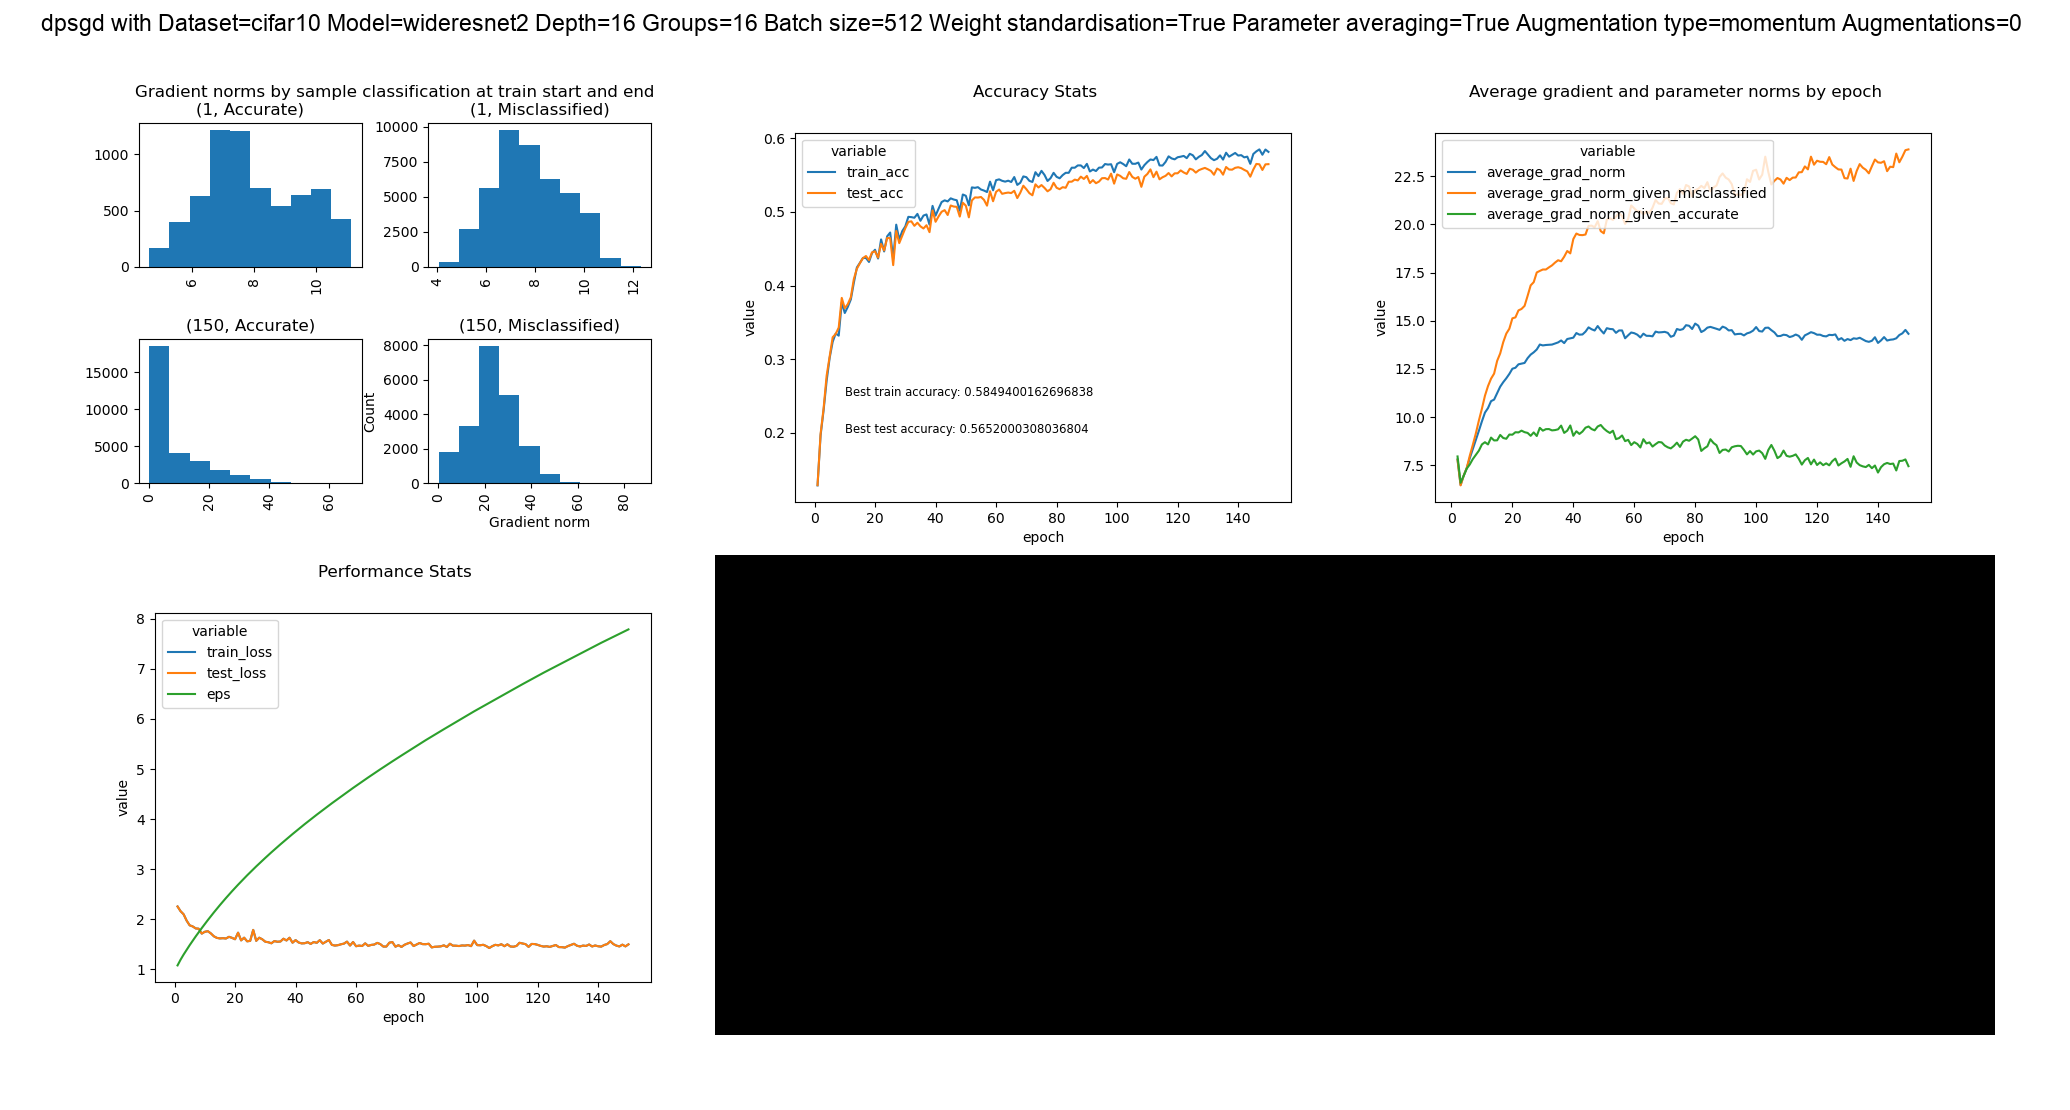 dpsgd with Dataset=cifar10 Model=wideresnet2 Depth=16 Groups=16 Batch size=512 Weight standardisation=True Parameter averaging=True Augmentation type=momentum Augmentations=0
Gradient norms by sample classification at train start and end
(1, Accurate)
1000
500
0
6
8
10
(1, Misclassified)
10000
7500
5000
2500
0
4
6
8
10
12
(150, Accurate)
15000
10000
5000
0
0
20
40
60
(150, Misclassified)
8000
6000
4000
2000
0
Count
0
20
40
60
80
Gradient norm
Accuracy Stats
0.6
0.5
0.4
0.3
0.2
value
variable
train_acc
test_acc
Best train accuracy: 0.5849400162696838
Best test accuracy: 0.5652000308036804
0
20
40
60
80
100
120
140
epoch
Average gradient and parameter norms by epoch
22.5
20.0
17.5
15.0
12.5
10.0
7.5
value
variable
average_grad_norm
average_grad_norm_given_misclassified
average_grad_norm_given_accurate
0
20
40
60
80
100
120
140
epoch
Performance Stats
8
7
6
5
4
3
2
1
value
variable
train_loss
test_loss
eps
0
20
40
60
80
100
120
140
epoch